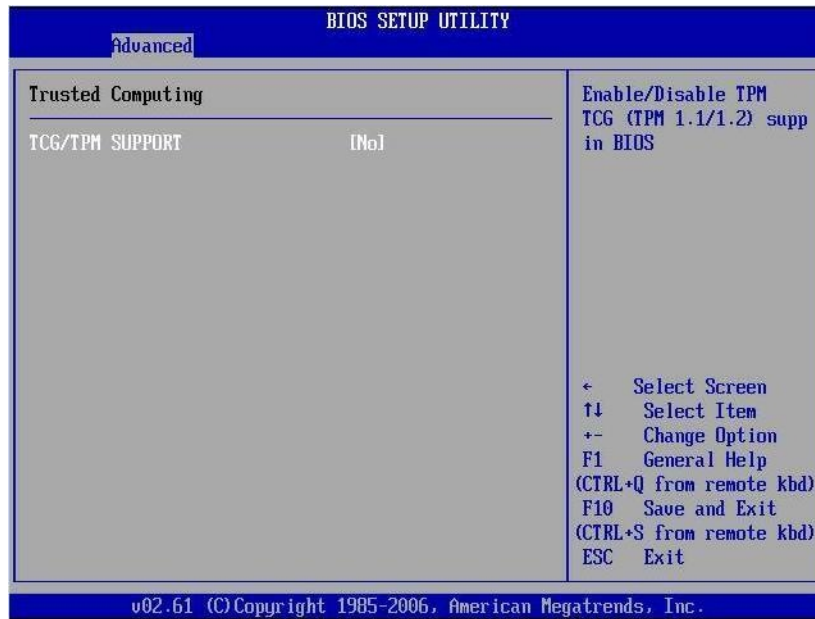 BIOS SETUP UTILITY
Advanced
Trusted Computing
TCG/TPM SUPPORT [No]
Enable/Disable TPM
TCG (TPM 1.1/1.2) supp
in BIOS
← Select Screen
↑↓ Select Item
+- Change Option
F1 General Help
(CTRL+Q from remote kbd)
F10 Save and Exit
(CTRL+S from remote kbd)
ESC Exit
v02.61 (C)Copyright 1985-2006, American Megatrends, Inc.